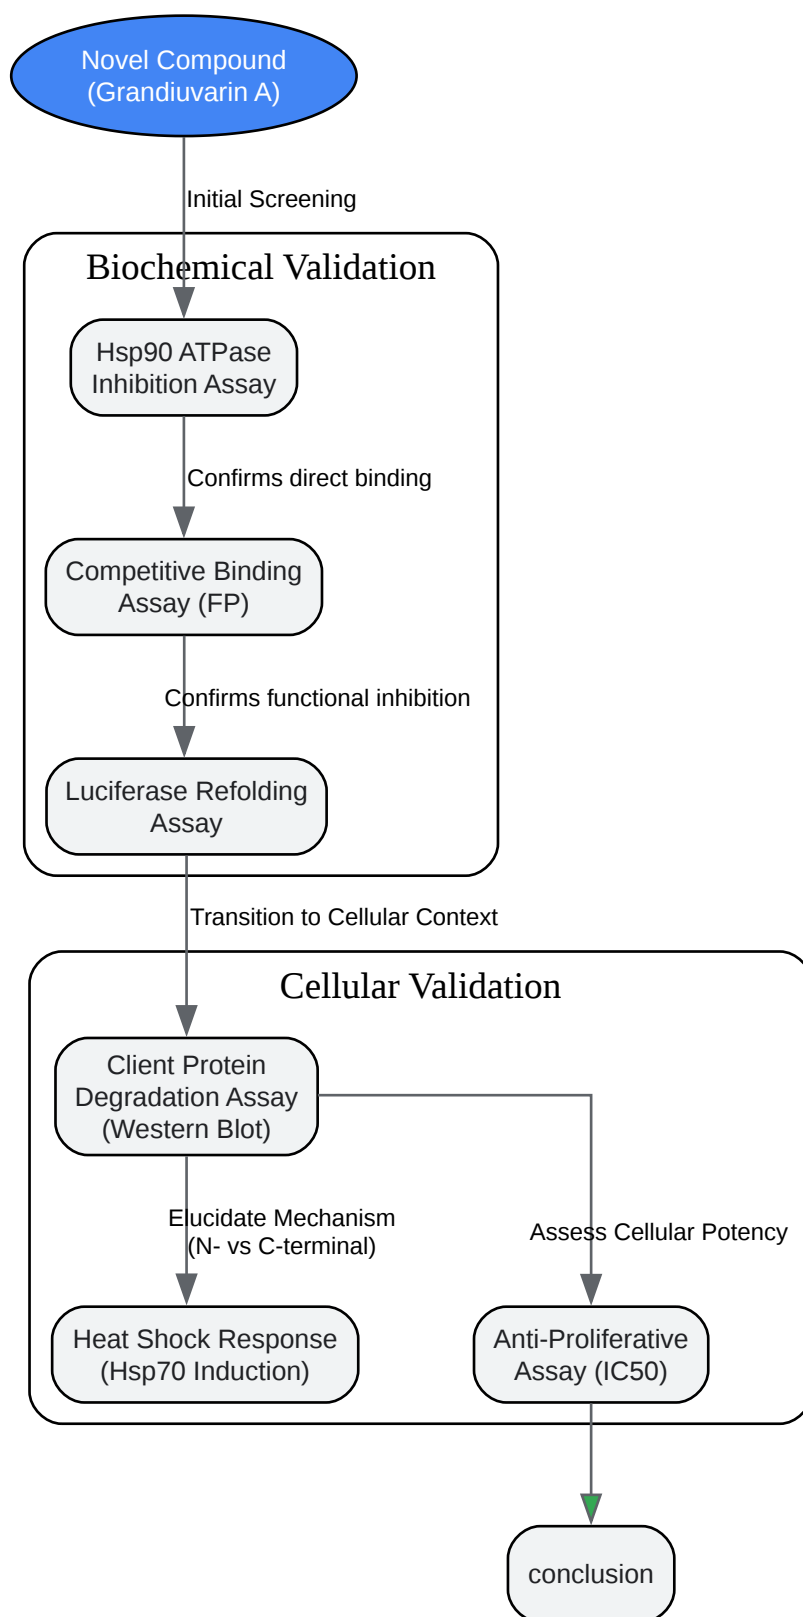 Novel Compound
(Grandiuvarin A)
Initial Screening
Biochemical Validation
Hsp90 ATPase
Inhibition Assay
Confirms direct binding
Competitive Binding
Assay (FP)
Confirms functional inhibition
Luciferase Refolding
Assay
Transition to Cellular Context
Cellular Validation
Client Protein
Degradation Assay
(Western Blot)
Elucidate Mechanism
(N- vs C-terminal)
Assess Cellular Potency
Heat Shock Response
(Hsp70 Induction)
Anti-Proliferative
Assay (IC50)
conclusion